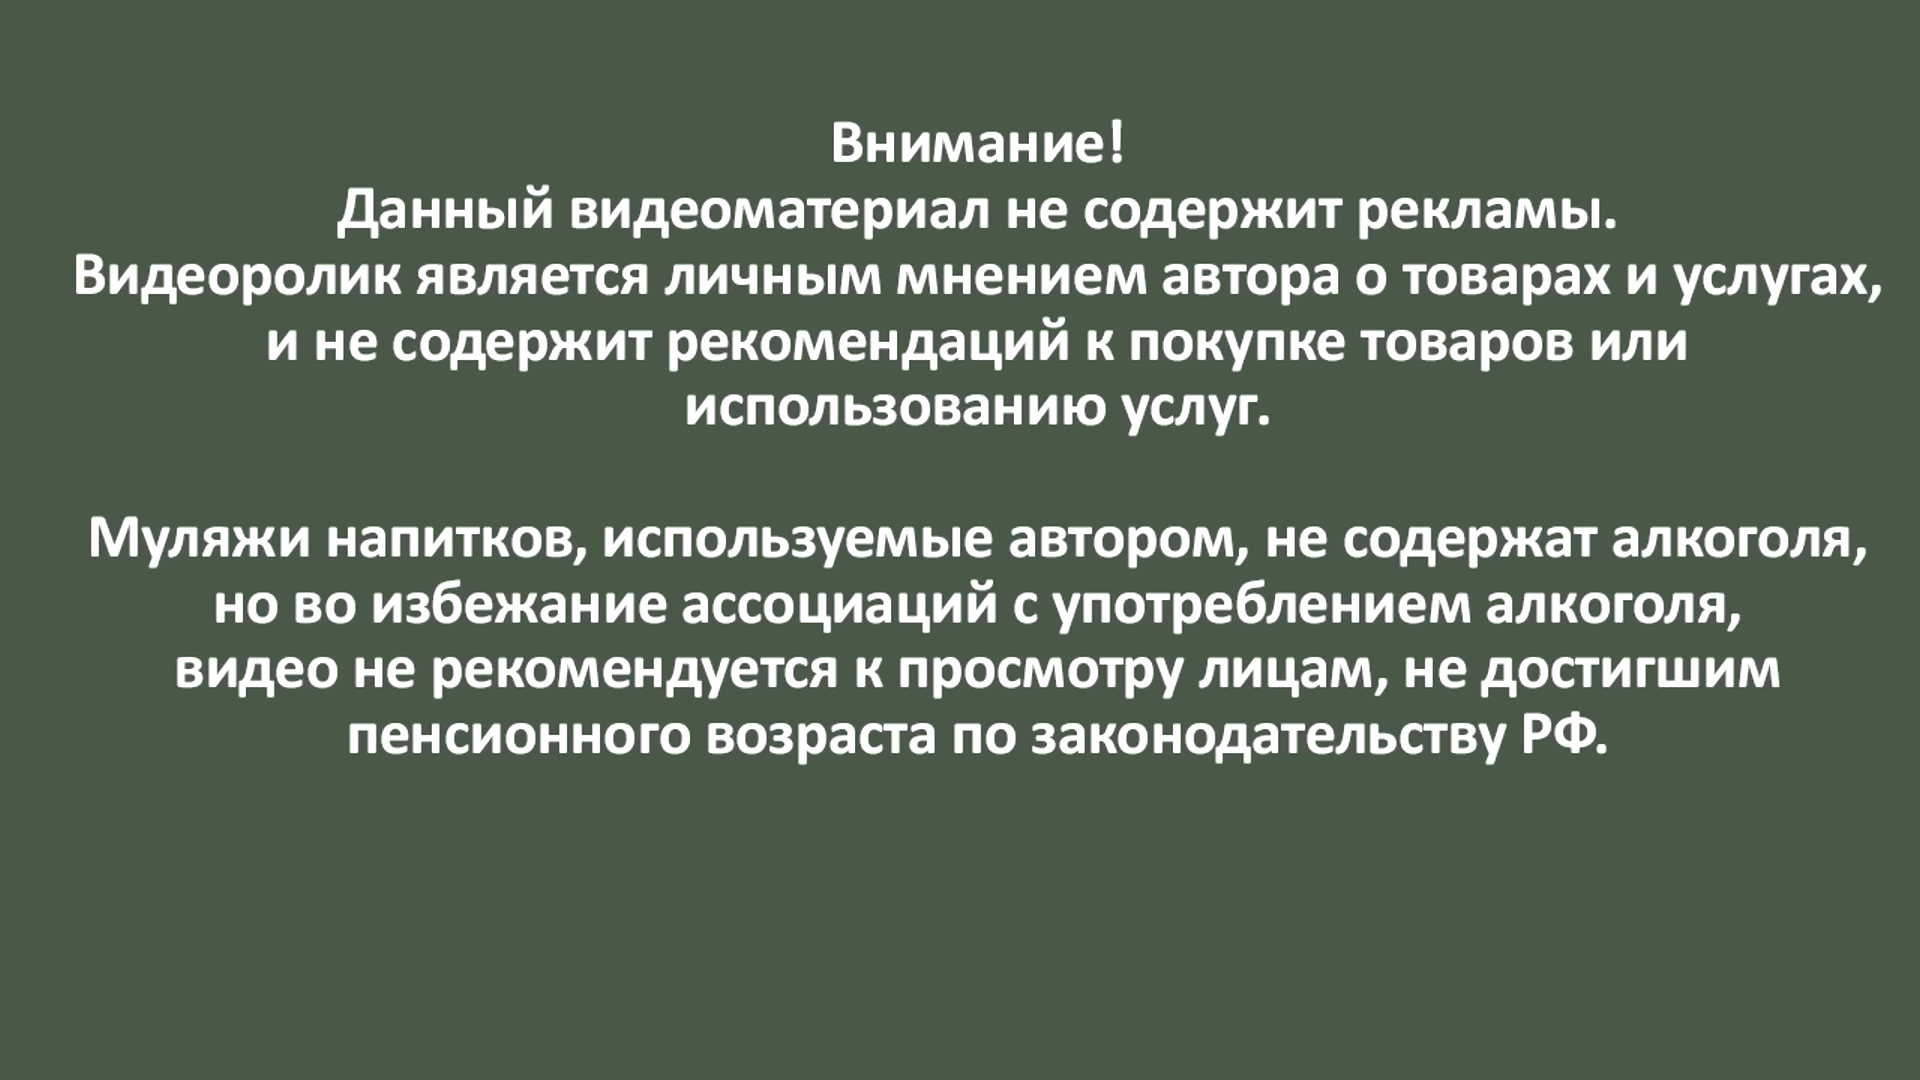 Внимание!
Данный видеоматериал не содержит рекламы.
Видеоролик является личным мнением автора о товарах и услугах,
и не содержит рекомендаций к покупке товаров или
использованию услуг.
Муляжи напитков, используемые автором, не содержат алкоголя,
но во избежание ассоциаций с употреблением алкоголя,
видео не рекомендуется к просмотру лицам, не достигшим
пенсионного возраста по законодательству РФ.